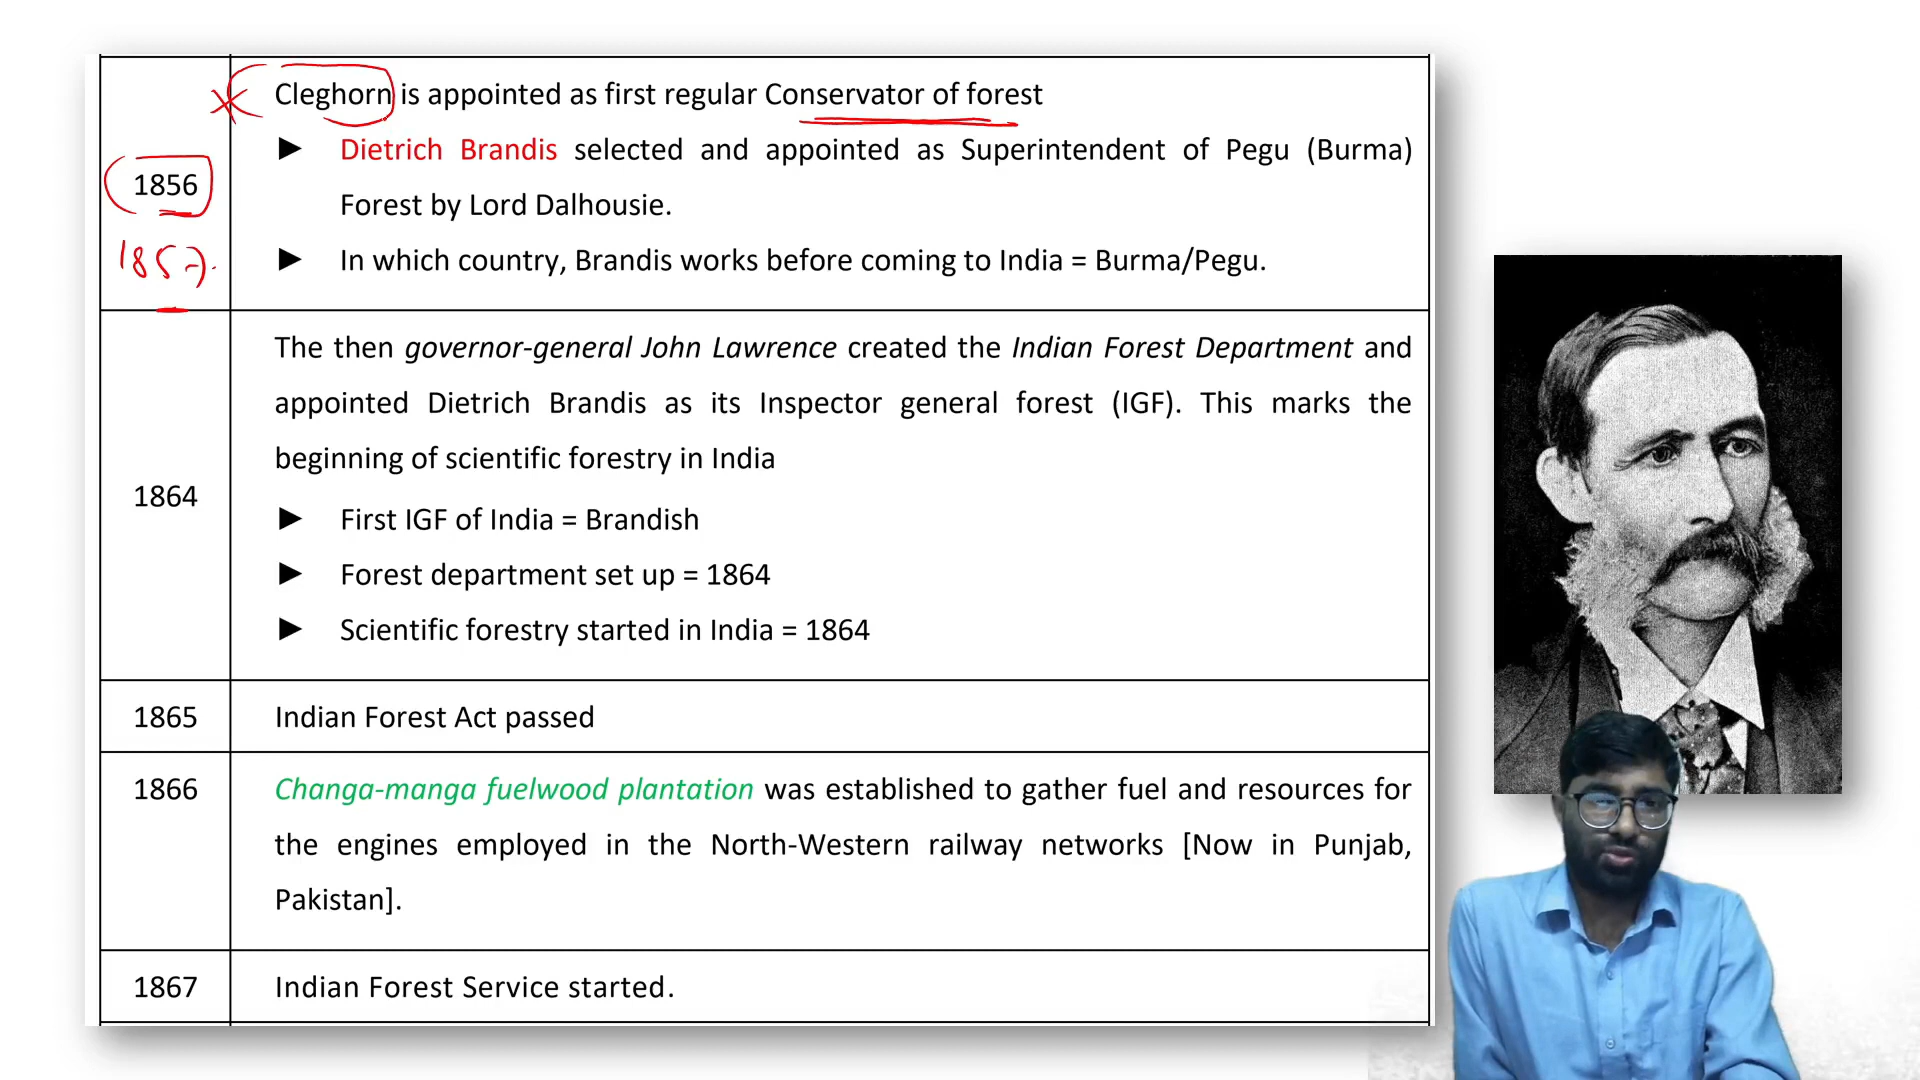 Cleghorn is appointed as first regular Conservator of forest
► Dietrich Brandis selected and appointed as Superintendent of Pegu (Burma)
1856
Forest by Lord Dalhousie.
1857.
► In which country, Brandis works before coming to India = Burma/Pegu.
The then governor-general John Lawrence created the Indian Forest Department and
appointed Dietrich Brandis as its Inspector general forest (IGF). This marks the
beginning of scientific forestry in India
1864
► First IGF of India = Brandish
► Forest department set up = 1864
► Scientific forestry started in India = 1864
1865 Indian Forest Act passed
1866 Changa-manga fuelwood plantation was established to gather fuel and resources for
the engines employed in the North-Western railway networks [Now in Punjab,
Pakistan].
1867 Indian Forest Service started.